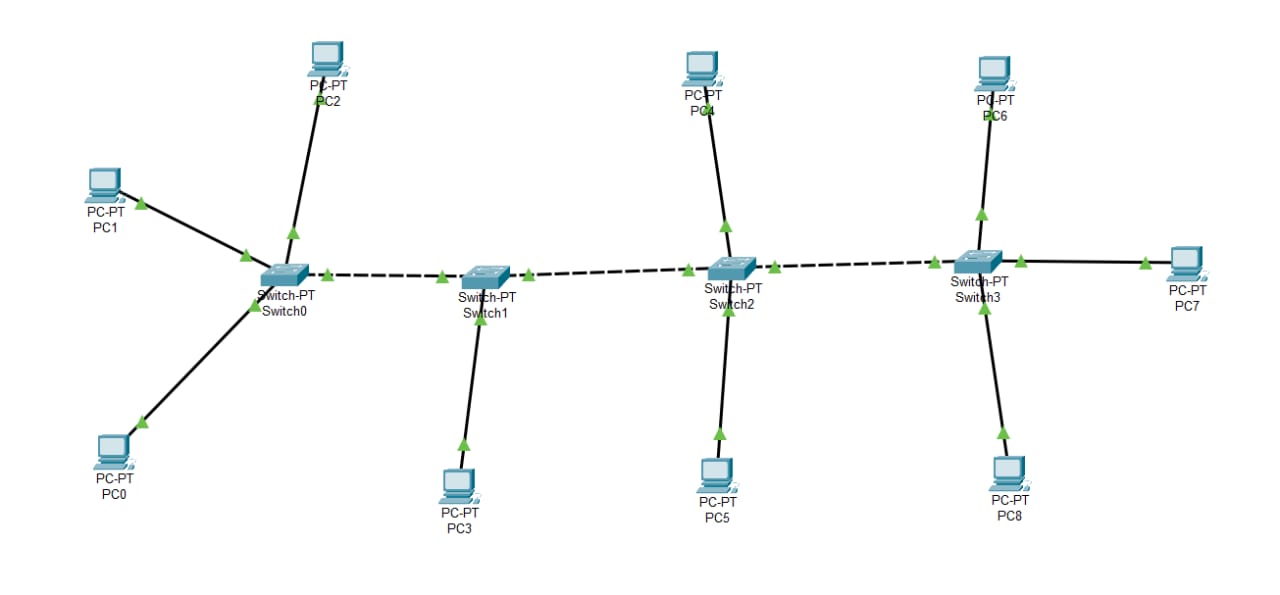 PC-PT
PC2
PC-PT
PC4
PC-PT
PC6
PC-PT
PC1
Switch-PT
Switch0
Switch-PT
Switch1
Switch-PT
Switch2
Switch-PT
Switch3
PC-PT
PC7
PC-PT
PC0
PC-PT
PC3
PC-PT
PC5
PC-PT
PC8